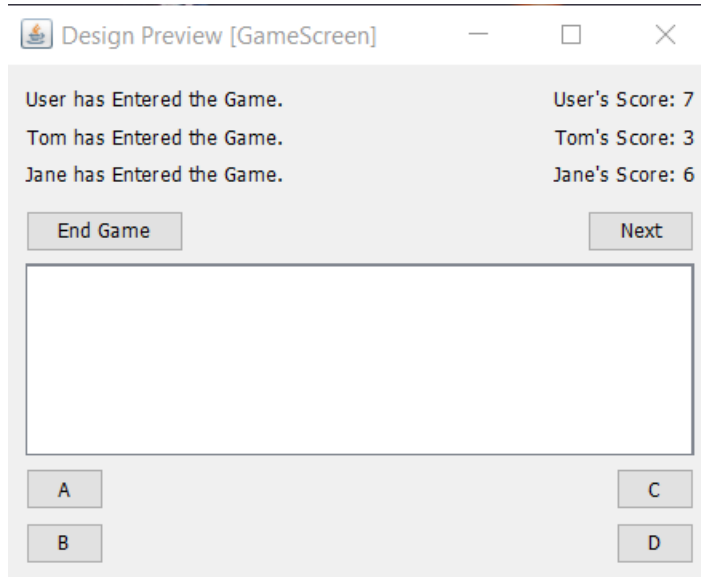 Design Preview [GameScreen]
User has Entered the Game. User's Score: 7
Tom has Entered the Game. Tom's Score: 3
Jane has Entered the Game. Jane's Score: 6
End Game Next
A C
B D